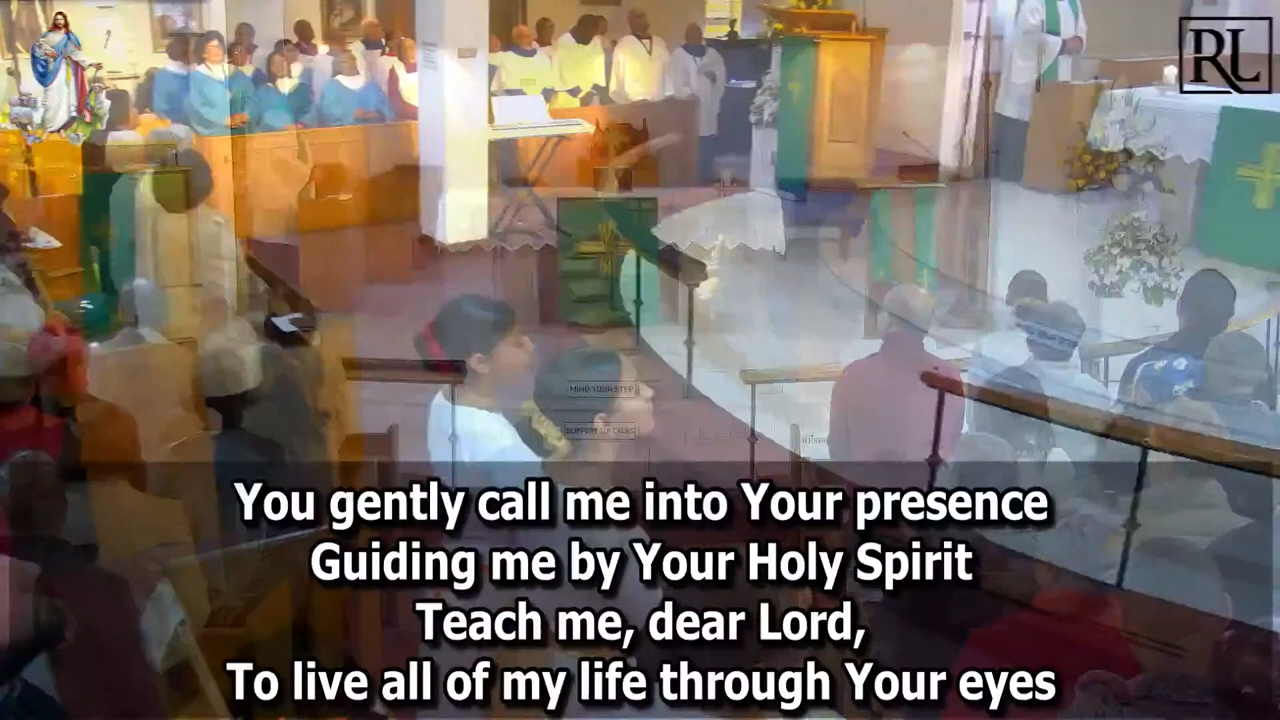 RL
MIND YOUR STEP
You gently call me into Your presence
Guiding me by Your Holy Spirit
Teach me, dear Lord,
To live all of my life through Your eyes